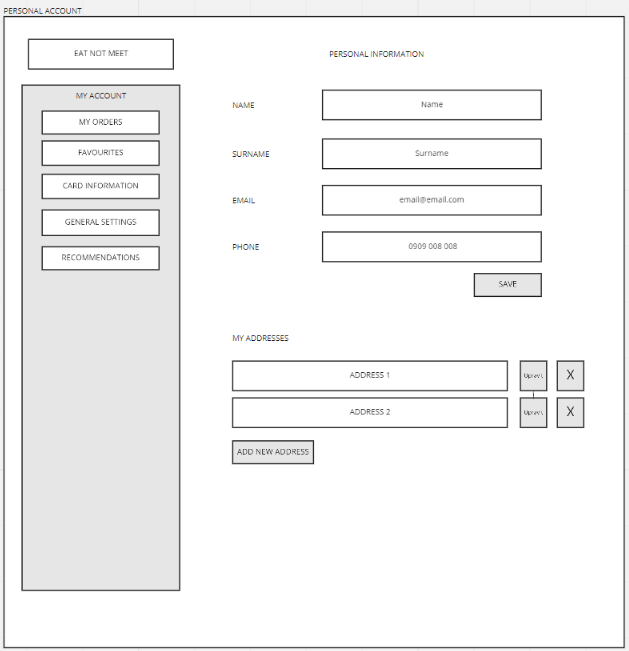 PERSONAL ACCOUNT
EAT NOT MEET
PERSONAL INFORMATION
MY ACCOUNT
MY ORDERS
FAVOURITES
CARD INFORMATION
GENERAL SETTINGS
RECOMMENDATIONS
NAME
Name
SURNAME
Surname
EMAIL
email@email.com
PHONE
0909 008 008
SAVE
MY ADDRESSES
ADDRESS 1
X
ADDRESS 2
X
ADD NEW ADDRESS